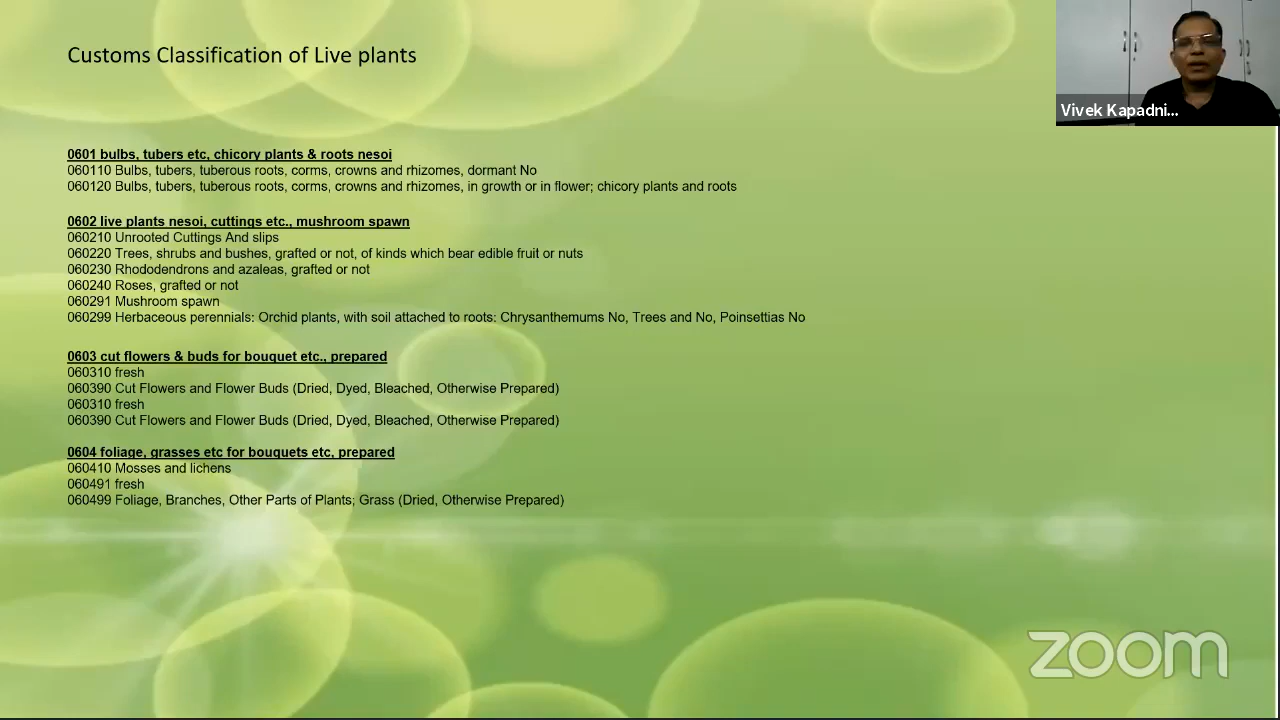 Customs Classification of Live plants
Vivek Kapadni...
0601 bulbs, tubers etc, chicory plants & roots nesoi
060110 Bulbs, tubers, tuberous roots, corms, crowns and rhizomes, dormant No
060120 Bulbs, tubers, tuberous roots, corms, crowns and rhizomes, in growth or in flower; chicory plants and roots
0602 live plants nesoi, cuttings etc., mushroom spawn
060210 Unrooted Cuttings And slips
060220 Trees, shrubs and bushes, grafted or not, of kinds which bear edible fruit or nuts
060230 Rhododendrons and azaleas, grafted or not
060240 Roses, grafted or not
060291 Mushroom spawn
060299 Herbaceous perennials: Orchid plants, with soil attached to roots: Chrysanthemums No, Trees and No, Poinsettias No
0603 cut flowers & buds for bouquet etc., prepared
060310 fresh
060390 Cut Flowers and Flower Buds (Dried, Dyed, Bleached, Otherwise Prepared)
060310 fresh
060390 Cut Flowers and Flower Buds (Dried, Dyed, Bleached, Otherwise Prepared)
0604 foliage, grasses etc for bouquets etc, prepared
060410 Mosses and lichens
060491 fresh
060499 Foliage, Branches, Other Parts of Plants; Grass (Dried, Otherwise Prepared)
zoom